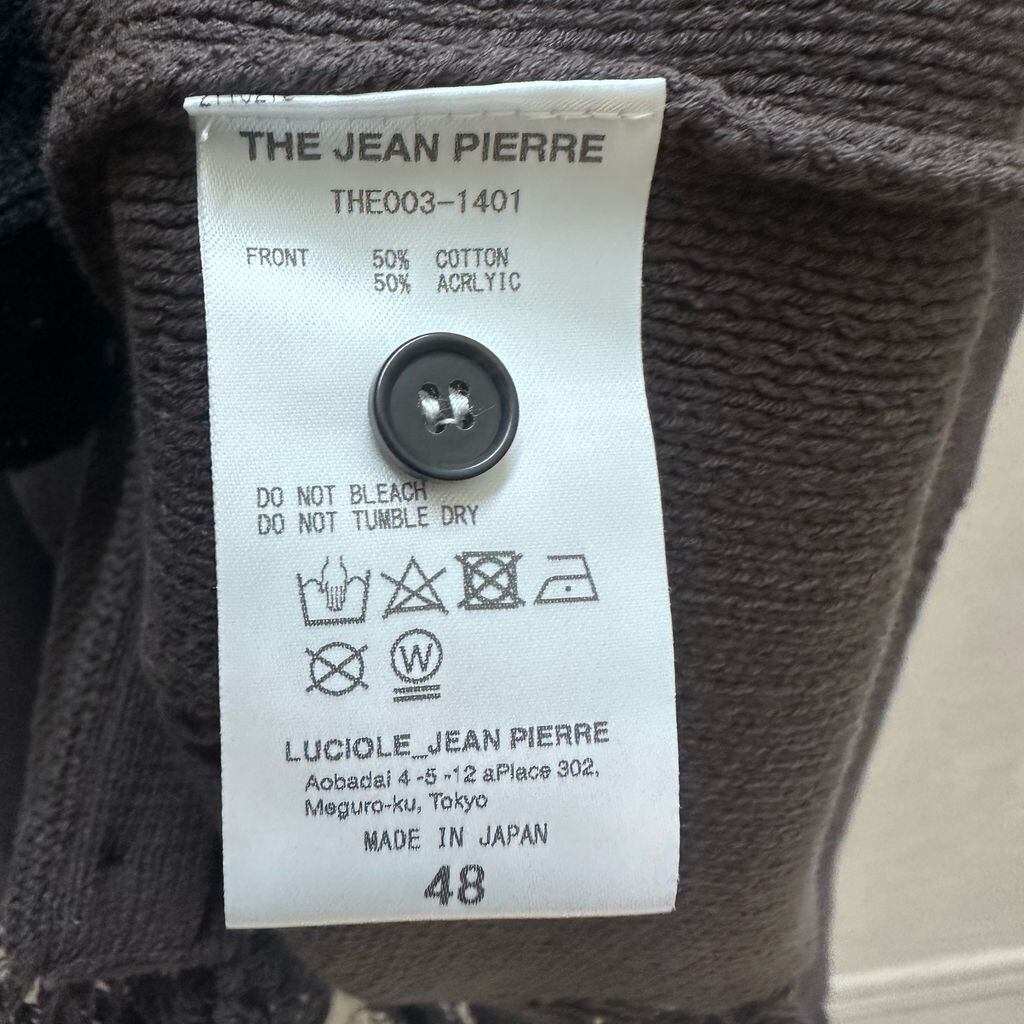 THE JEAN PIERRE
THE003-1401
FRONT 50% COTTON
50% ACRLYIC
DO NOT BLEACH
DO NOT TUMBLE DRY
W
LUCIOLE_JEAN PIERRE
Aobadai 4 -5 -12 aPlace 302,
Meguro-ku, Tokyo
MADE IN JAPAN
48